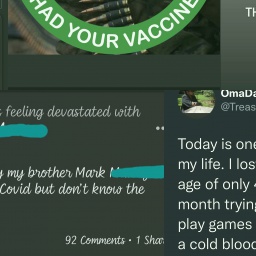 HAD YOUR VACCINE
TH
feeling devastated with
my brother Mark
Covid but don't know the
92 Comments • 1 Shar
OmaDa
@Treas
Today is one
my life. I los
age of only
month trying
play games
a cold blood